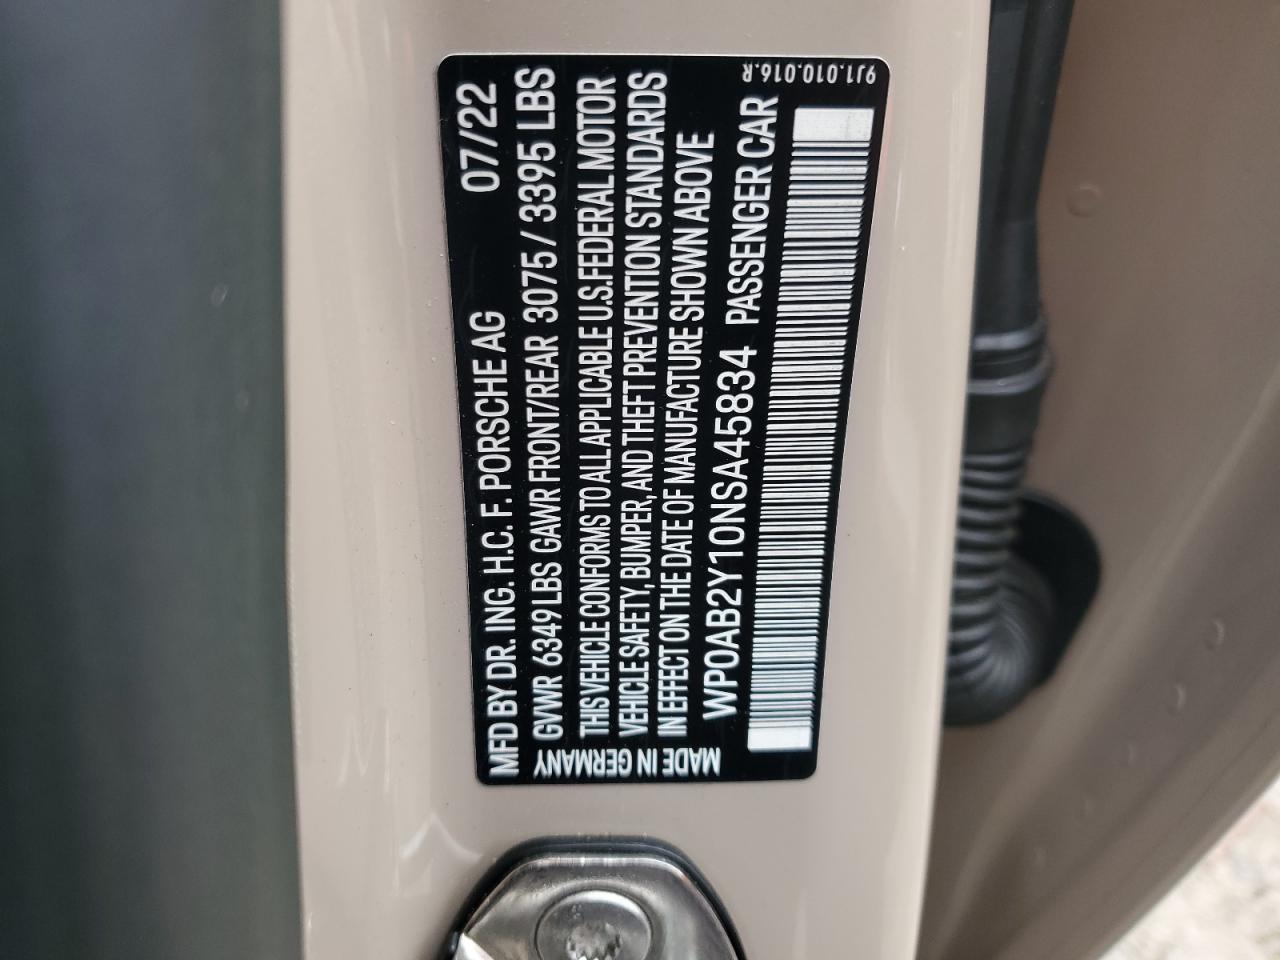 MFD BY DR. ING. H.C. F. PORSCHE AG 07/22
GVWR 6349 LBS GAWR FRONT/REAR 3075 / 3395 LBS
THIS VEHICLE CONFORMS TO ALL APPLICABLE U.S.FEDERAL MOTOR
VEHICLE SAFETY, BUMPER, AND THEFT PREVENTION STANDARDS
IN EFFECT ON THE DATE OF MANUFACTURE SHOWN ABOVE
WP0AB2Y10NSA45834 PASSENGER CAR
MADE IN GERMANY
9J1.010.016.R